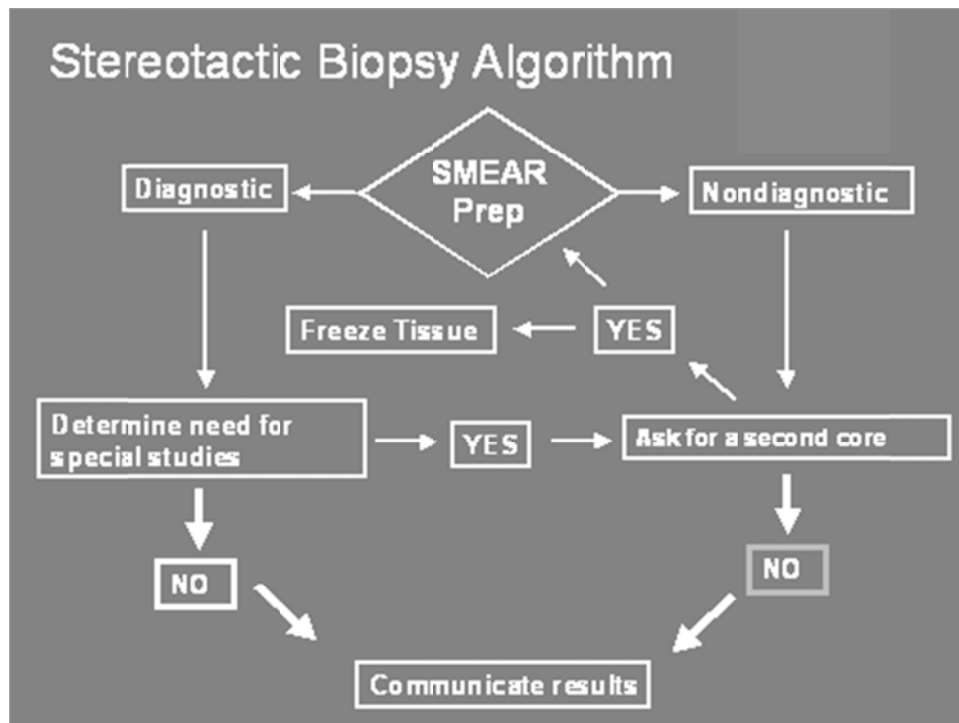 Stereotactic Biopsy Algorithm
SMEAR
Prep
Diagnostic
Nondiagnostic
Freeze Tissue
YES
Determine need for
special studies
YES
Ask for a second core
NO
NO
Communicate results